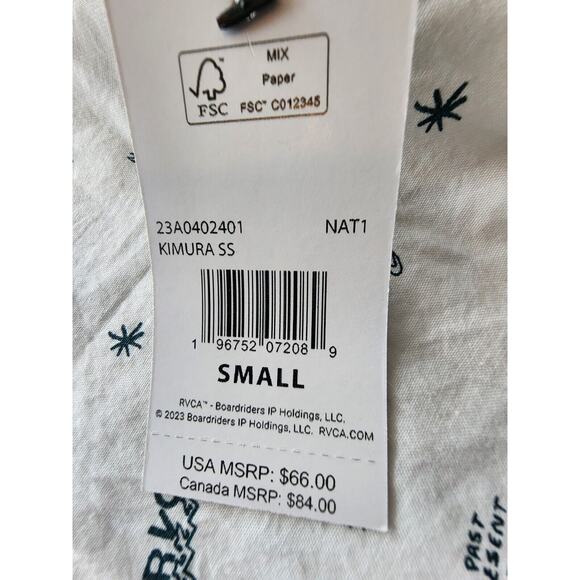 MIX
Paper
FSC
FSC™ C012345
23A0402401 NAT1
KIMURA SS
1 96752 07208 9
SMALL
RVCA™ - Boardriders IP Holdings, LLC.
© 2023 Boardriders IP Holdings, LLC. RVCA.COM
USA MSRP: $66.00
Canada MSRP: $84.00
PAST